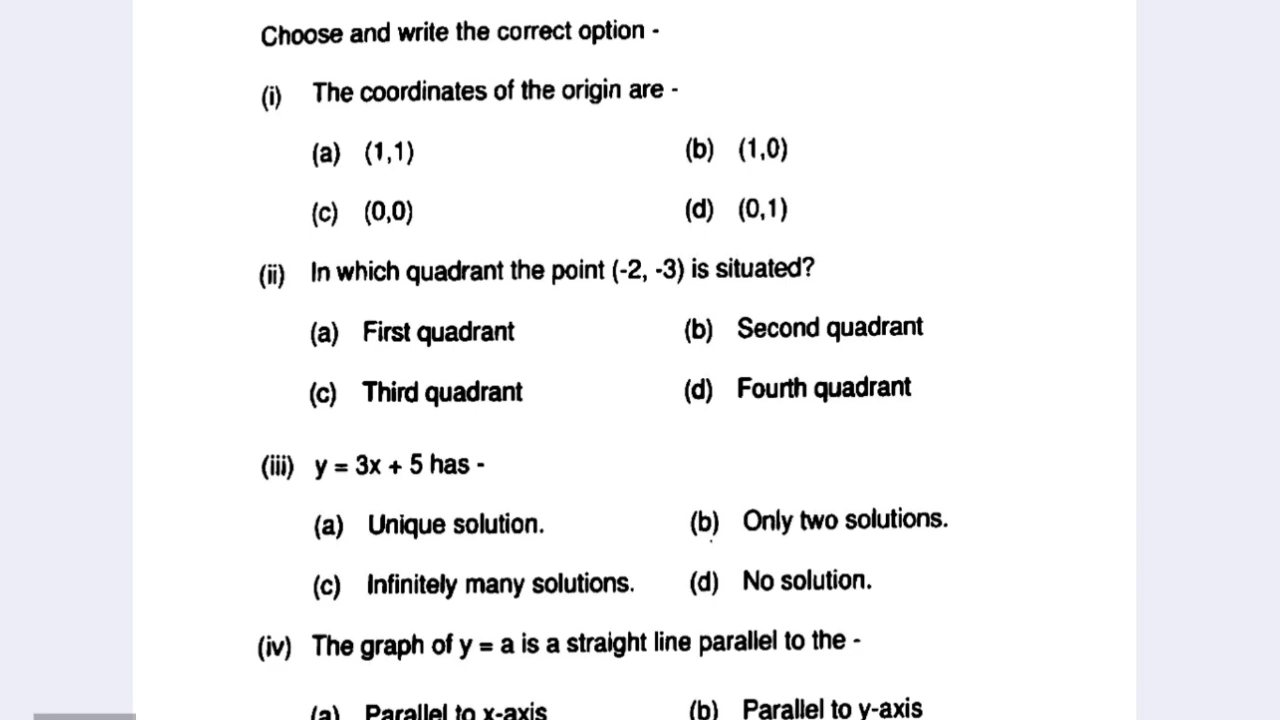 Choose and write the correct option -
(i) The coordinates of the origin are -
(a) (1,1) (b) (1,0)
(c) (0,0) (d) (0,1)
(ii) In which quadrant the point (-2, -3) is situated?
(a) First quadrant (b) Second quadrant
(c) Third quadrant (d) Fourth quadrant
(iii) y = 3x + 5 has -
(a) Unique solution. (b) Only two solutions.
(c) Infinitely many solutions. (d) No solution.
(iv) The graph of y = a is a straight line parallel to the -
(a) Parallel to x-axis (b) Parallel to y-axis